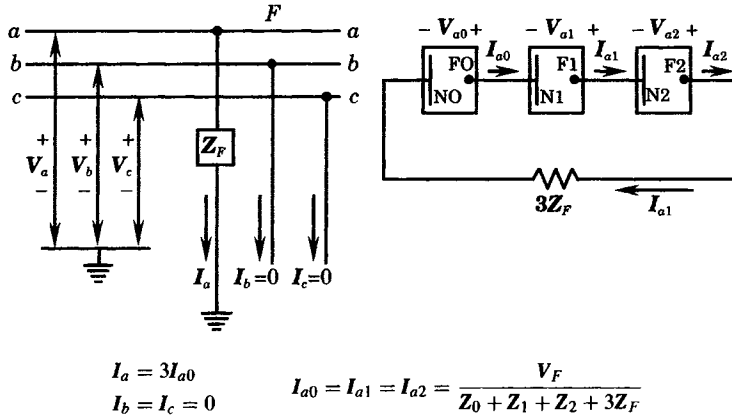 F
a a
b b
c c
+ + +
V_a V_b V_c
− − −
Z_F
I_a I_b=0 I_c=0
− V_a0 + − V_a1 + − V_a2 +
I_a0 I_a1 I_a2
F0 F1 F2
N0 N1 N2
3Z_F
I_a1
I_a = 3I_a0
I_b = I_c = 0
I_a0 = I_a1 = I_a2 = V_F / (Z_0 + Z_1 + Z_2 + 3Z_F)